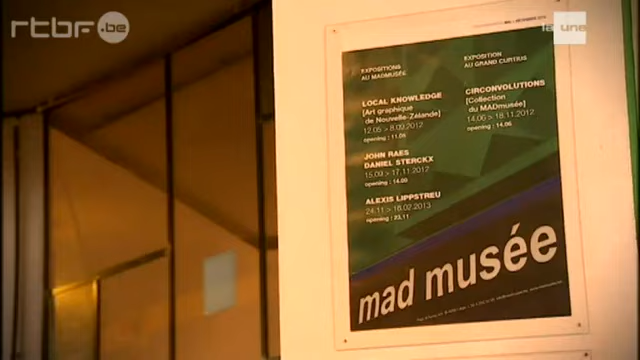 rtbf.be
la une
EXPOSITIONS
AU MADMUSÉE
LOCAL KNOWLEDGE
[Art graphique
de Nouvelle-Zélande]
12.05 > 8.09.2012
opening : 11.05
JOHN RAES
DANIEL STERCKX
15.09 > 17.11.2012
opening : 14.09
ALEXIS LIPPSTREU
24.11 > 16.02.2013
opening : 23.11
EXPOSITION
AU GRAND CURTIUS
CIRCONVOLUTIONS
[Collection
du MADmusée]
14.06 > 18.11.2012
opening : 14.06
mad musée